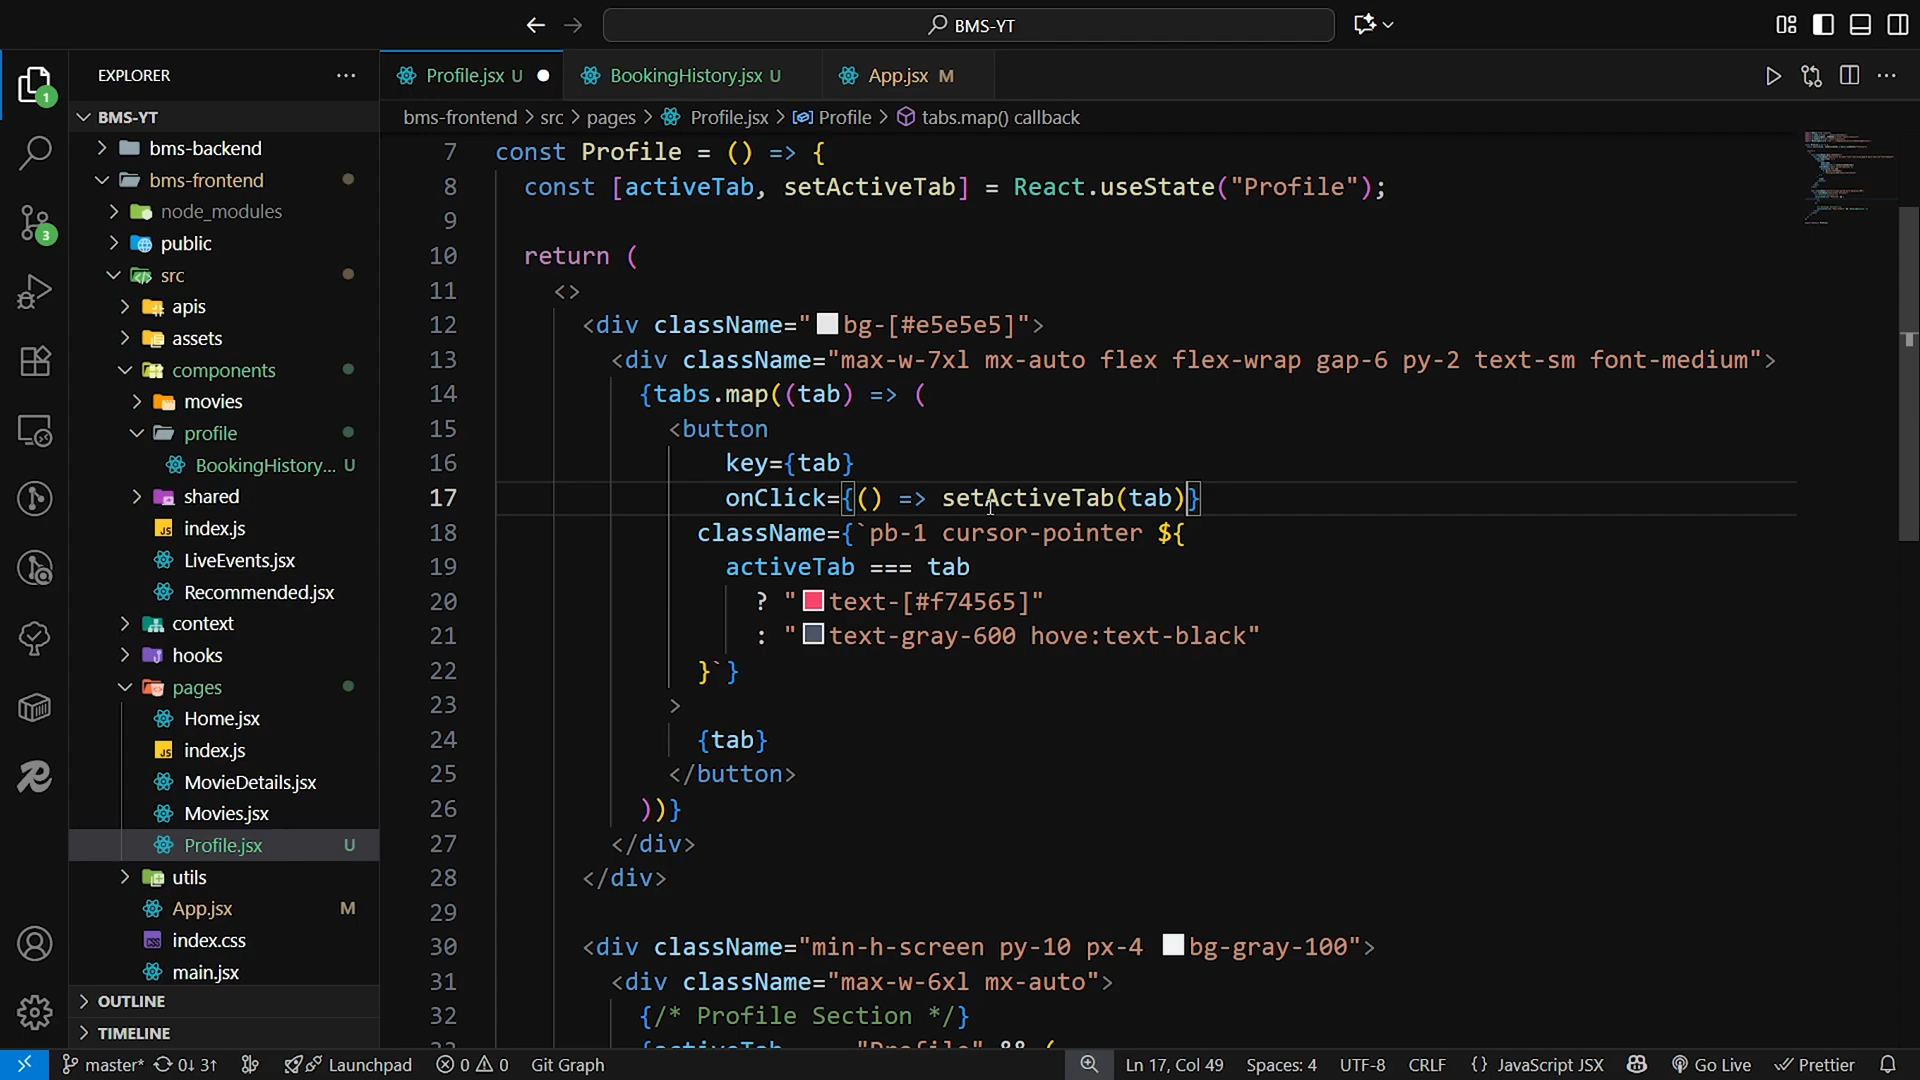 BMS-YT
EXPLORER
Profile.jsx U
BookingHistory.jsx U
App.jsx M
BMS-YT
bms-frontend > src > pages > Profile.jsx > Profile > tabs.map() callback
bms-backend
bms-frontend
node_modules
public
src
apis
assets
components
movies
profile
BookingHistory... U
shared
index.js
LiveEvents.jsx
Recommended.jsx
context
hooks
pages
Home.jsx
index.js
MovieDetails.jsx
Movies.jsx
Profile.jsx U
utils
App.jsx M
index.css
main.jsx
OUTLINE
TIMELINE
1
3
7 const Profile = () => {
8 const [activeTab, setActiveTab] = React.useState("Profile");
9
10 return (
11 <>
12 <div className="bg-[#e5e5e5]">
13 <div className="max-w-7xl mx-auto flex flex-wrap gap-6 py-2 text-sm font-medium">
14 {tabs.map((tab) => (
15 <button
16 key={tab}
17 onClick={() => setActiveTab(tab)}
18 className={`pb-1 cursor-pointer ${
19 activeTab === tab
20 ? "text-[#f74565]"
21 : "text-gray-600 hove:text-black"
22 }`}
23 >
24 {tab}
25 </button>
26 ))}
27 </div>
28 </div>
29
30 <div className="min-h-screen py-10 px-4 bg-gray-100">
31 <div className="max-w-6xl mx-auto">
32 {/* Profile Section */}
master* 0↓ 3↑ Launchpad 0 0 Git Graph Ln 17, Col 49 Spaces: 4 UTF-8 CRLF {} JavaScript JSX Go Live Prettier